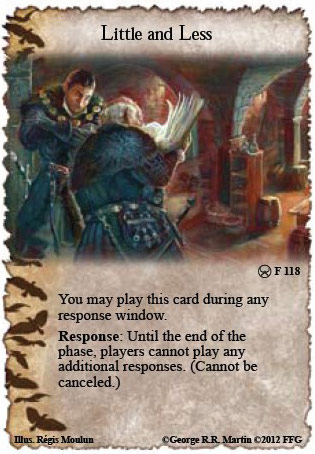 Little and Less
F 118
You may play this card during any
response window.
Response: Until the end of the
phase, players cannot play any
additional responses. (Cannot be
canceled.)
Illus. Régis Moulun ©George R.R. Martin ©2012 FFG